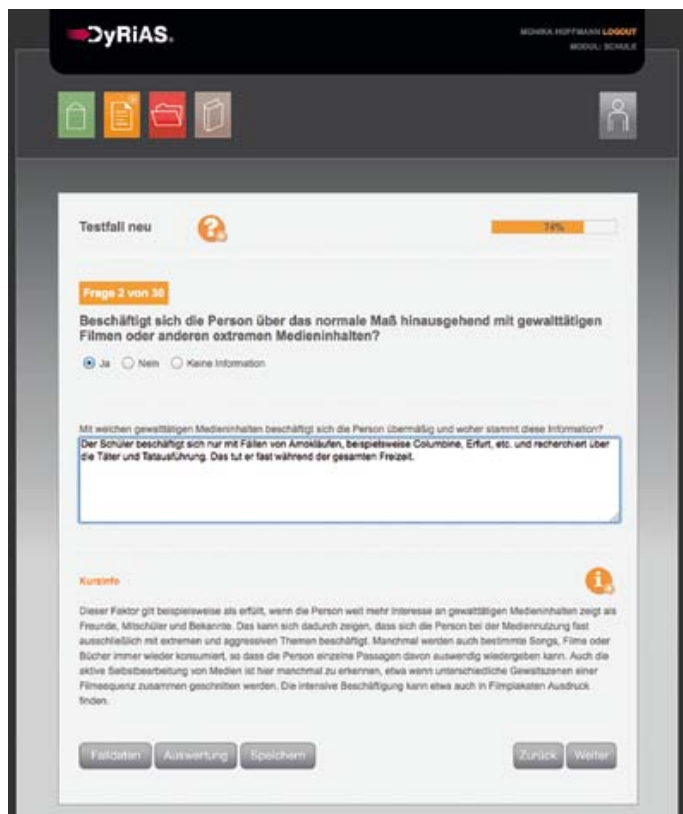 DyRiAS.
MONIKA HOFFMANN LOGOUT
MODUL: SCHULE
Testfall neu
74%
Frage 2 von 30
Beschäftigt sich die Person über das normale Maß hinausgehend mit gewalttätigen
Filmen oder anderen extremen Medieninhalten?
Ja Nein Keine Information
Mit welchen gewalttätigen Medieninhalten beschäftigt sich die Person übermäßig und woher stammt diese Information?
Der Schüler beschäftigt sich nur mit Fällen von Amokläufen, beispielsweise Columbine, Erfurt, etc. und recherchiert über
die Täter und Tatausführung. Das tut er fast während der gesamten Freizeit.
Kurzinfo
Dieser Faktor gilt beispielsweise als erfüllt, wenn die Person weit mehr Interesse an gewalttätigen Medieninhalten zeigt als
Freunde, Mitschüler und Bekannte. Das kann sich dadurch zeigen, dass sich die Person bei der Mediennutzung fast
ausschließlich mit extremen und aggressiven Themen beschäftigt. Manchmal werden auch bestimmte Songs, Filme oder
Bücher immer wieder konsumiert, so dass die Person einzelne Passagen davon auswendig wiedergeben kann. Auch die
aktive Selbstbearbeitung von Medien ist hier manchmal zu erkennen, etwa wenn unterschiedliche Gewaltszenen einer
Filmsequenz zusammen geschnitten werden. Die intensive Beschäftigung kann etwa auch in Filmplakaten Ausdruck
finden.
Falldaten Auswertung Speichern Zurück Weiter